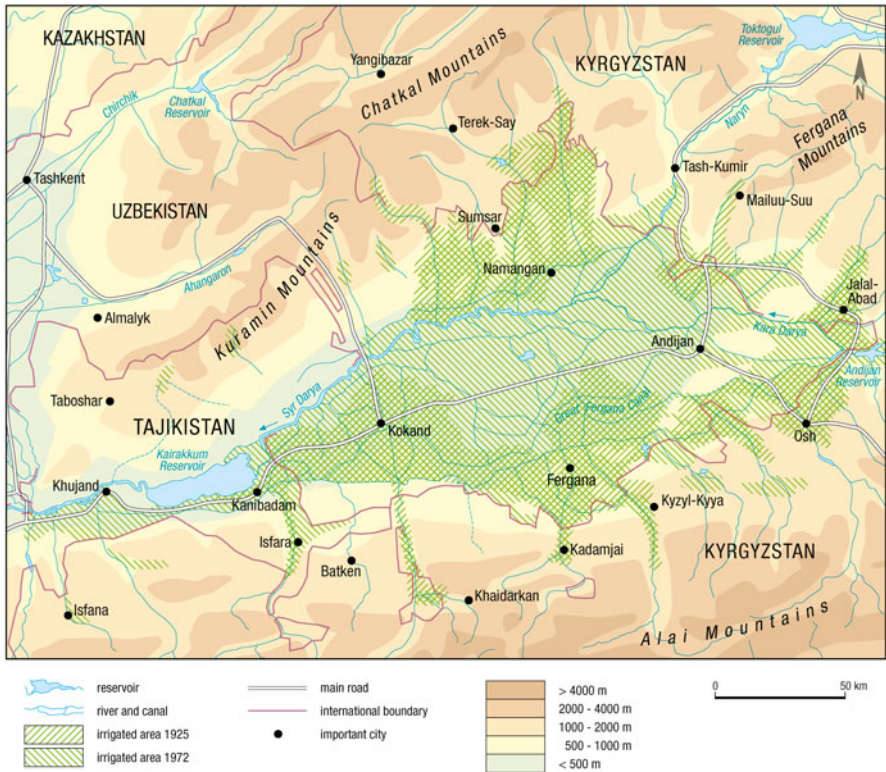 KAZAKHSTAN
Yangibazar
Chatkal Mountains
KYRGYZSTAN
Toktogul
Reservoir
N
Chirchik
Chatkal
Reservoir
Terek-Say
Naryn
Fergana
Mountains
Tashkent
Tash-Kumir
Mailuu-Suu
UZBEKISTAN
Sumsar
Ahangaron
Kuramin Mountains
Namangan
Jalal-
Abad
Almalyk
Kara Darya
Andijan
Andijan
Reservoir
Taboshar
Syr Darya
TAJIKISTAN
Kokand
Great Fergana Canal
Osh
Kairakkum
Reservoir
Fergana
Khujand
Kanibadam
Kyzyl-Kyya
Isfara
Batken
Kadamjai
KYRGYZSTAN
Khaidarkan
Isfana
Alai Mountains
reservoir
river and canal
irrigated area 1925
irrigated area 1972
main road
international boundary
important city
> 4000 m
2000 - 4000 m
1000 - 2000 m
500 - 1000 m
< 500 m
0 50 km